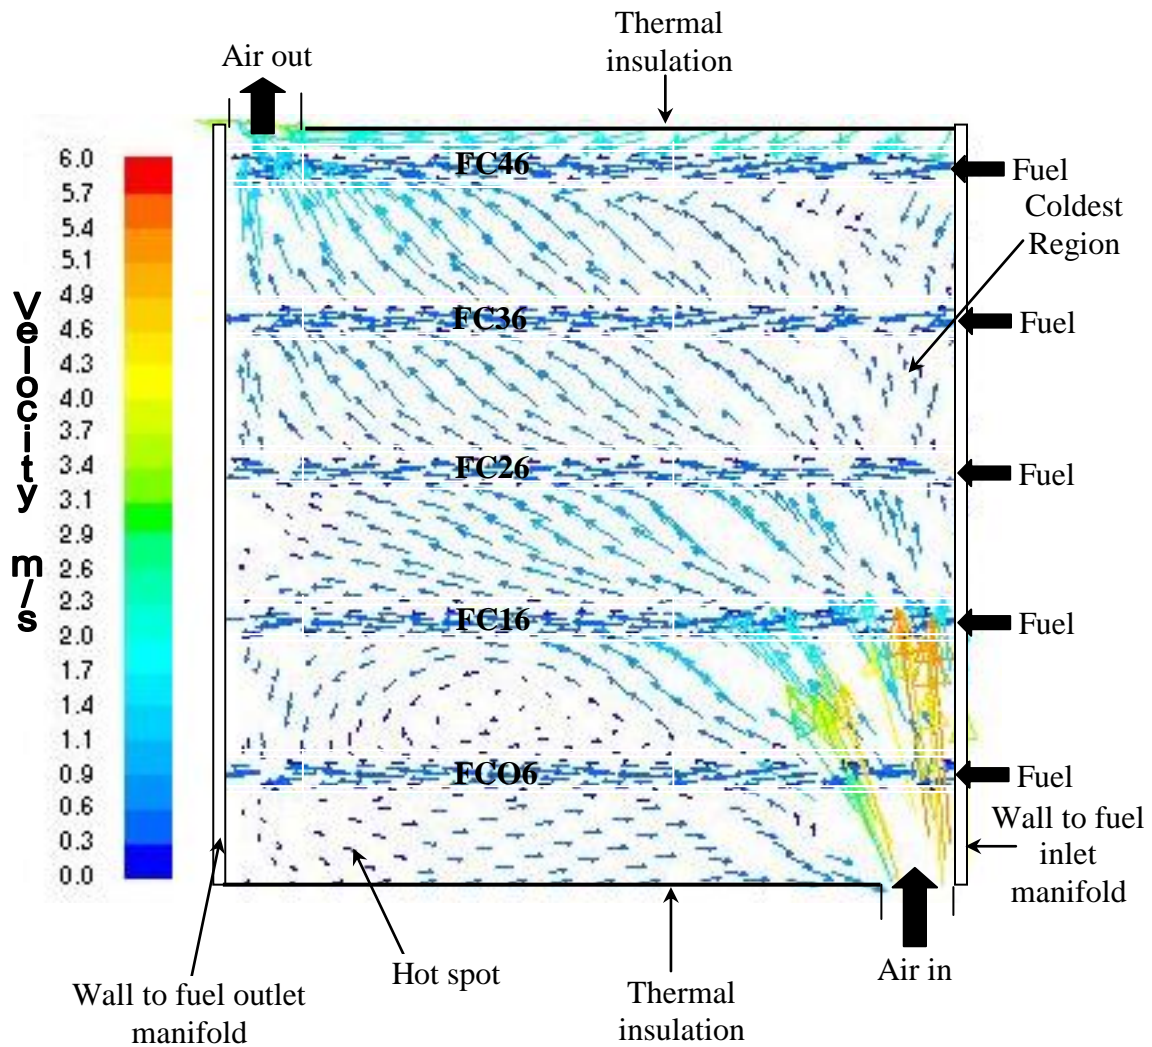 Air out
Thermal
insulation
6.0
5.7
5.4
5.1
4.9
4.6
4.3
4.0
3.7
3.4
3.1
2.9
2.6
2.3
2.0
1.7
1.4
1.1
0.9
0.6
0.3
0.0
Velocity m/s
FC46
FC36
FC26
FC16
FCO6
Fuel
Coldest
Region
Fuel
Fuel
Fuel
Fuel
Wall to fuel
inlet
manifold
Air in
Hot spot
Wall to fuel outlet
manifold
Thermal
insulation